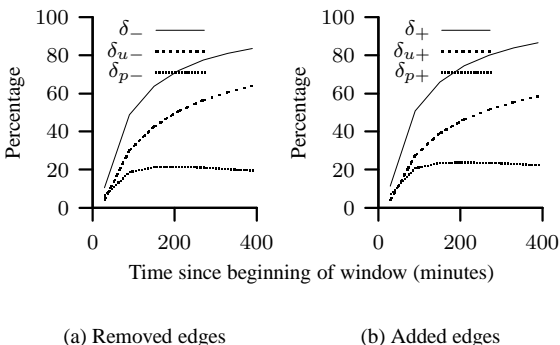 100
80
60
40
20
0
Percentage
δ−
δu−
δp−
0
200
400
100
80
60
40
20
0
Percentage
δ+
δu+
δp+
0
200
400
Time since beginning of window (minutes)
(a) Removed edges
(b) Added edges